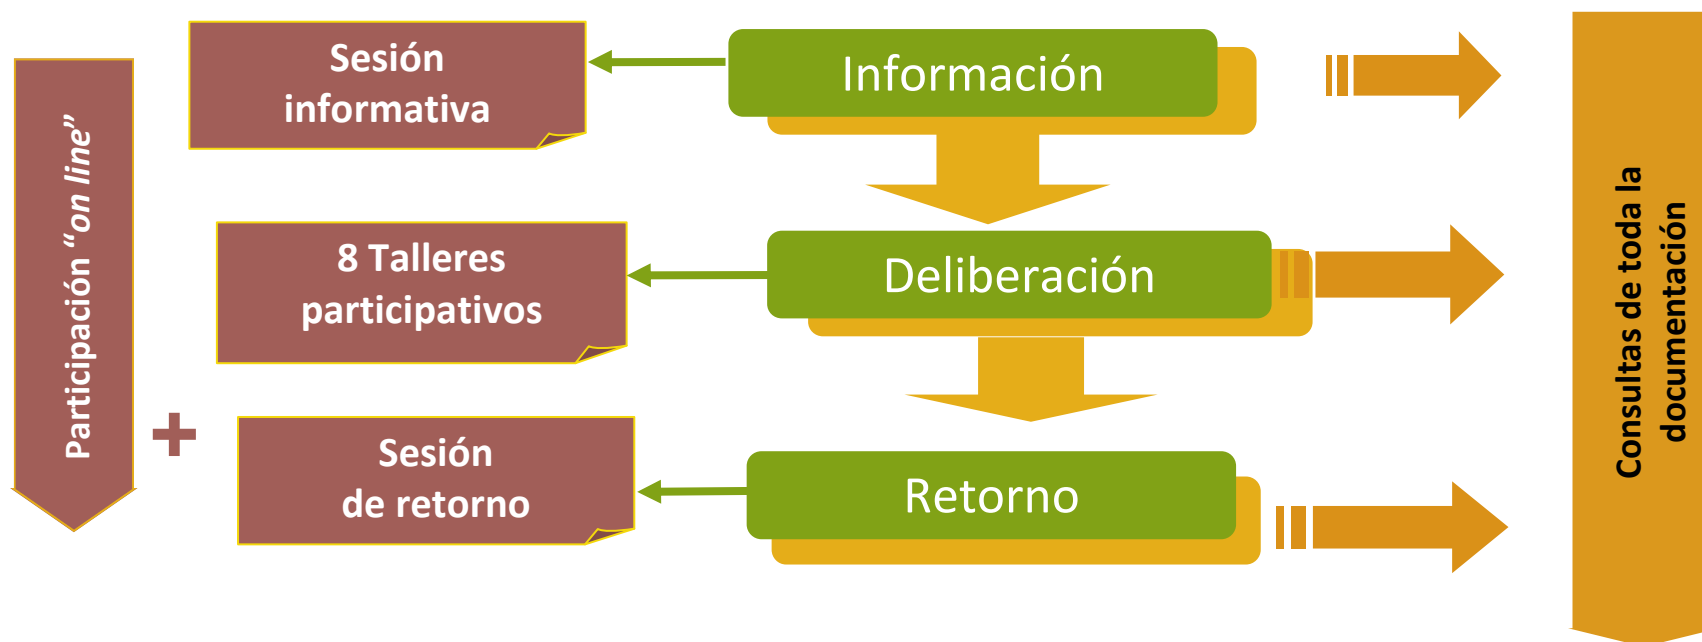 Participación “on line”
Sesión
informativa
Información
8 Talleres
participativos
Deliberación
+
Sesión
de retorno
Retorno
Consultas de toda la
documentación